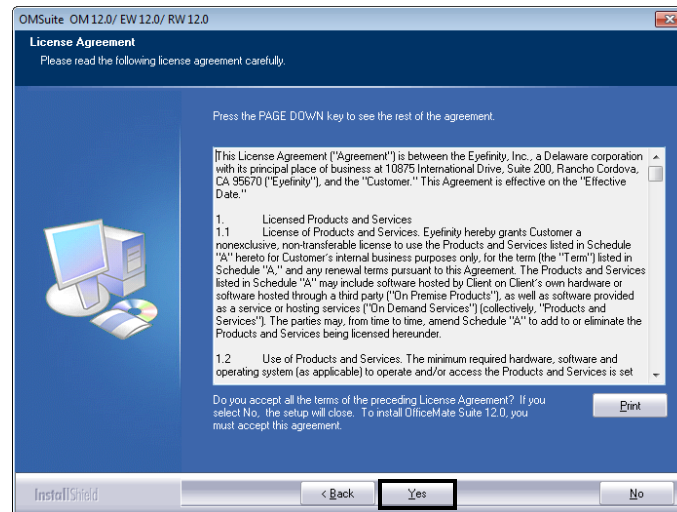 OMSuite OM 12.0/ EW 12.0/ RW 12.0
License Agreement
Please read the following license agreement carefully.
Press the PAGE DOWN key to see the rest of the agreement.
This License Agreement ("Agreement") is between the Eyefinity, Inc., a Delaware corporation
with its principal place of business at 10875 International Drive, Suite 200, Rancho Cordova,
CA 95670 ("Eyefinity"), and the "Customer." This Agreement is effective on the "Effective
Date."
1. Licensed Products and Services
1.1 License of Products and Services. Eyefinity hereby grants Customer a
nonexclusive, non-transferable license to use the Products and Services listed in Schedule
"A" hereto for Customer's internal business purposes only, for the term (the "Term") listed in
Schedule "A," and any renewal terms pursuant to this Agreement. The Products and Services
listed in Schedule "A" may include software hosted by Client on Client's own hardware or
software hosted through a third party ("On Premise Products"), as well as software provided
as a service or hosting services ("On Demand Services") (collectively, "Products and
Services"). The parties may, from time to time, amend Schedule "A" to add to or eliminate the
Products and Services being licensed hereunder.
1.2 Use of Products and Services. The minimum required hardware, software and
operating system (as applicable) to operate and/or access the Products and Services is set
Do you accept all the terms of the preceding License Agreement? If you
select No, the setup will close. To install OfficeMate Suite 12.0, you
must accept this agreement.
Print
InstallShield
< Back
Yes
No